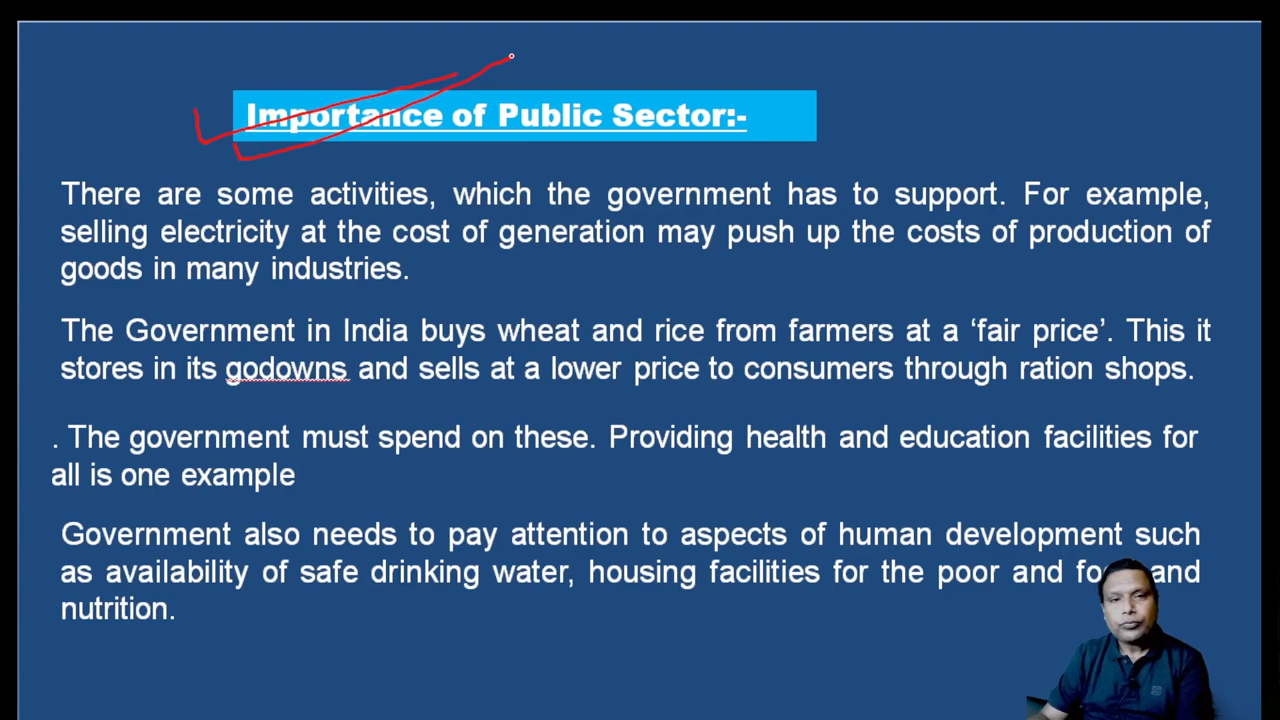 Importance of Public Sector:-
There are some activities, which the government has to support. For example,
selling electricity at the cost of generation may push up the costs of production of
goods in many industries.
The Government in India buys wheat and rice from farmers at a ‘fair price’. This it
stores in its godowns and sells at a lower price to consumers through ration shops.
. The government must spend on these. Providing health and education facilities for
all is one example
Government also needs to pay attention to aspects of human development such
as availability of safe drinking water, housing facilities for the poor and and
nutrition.